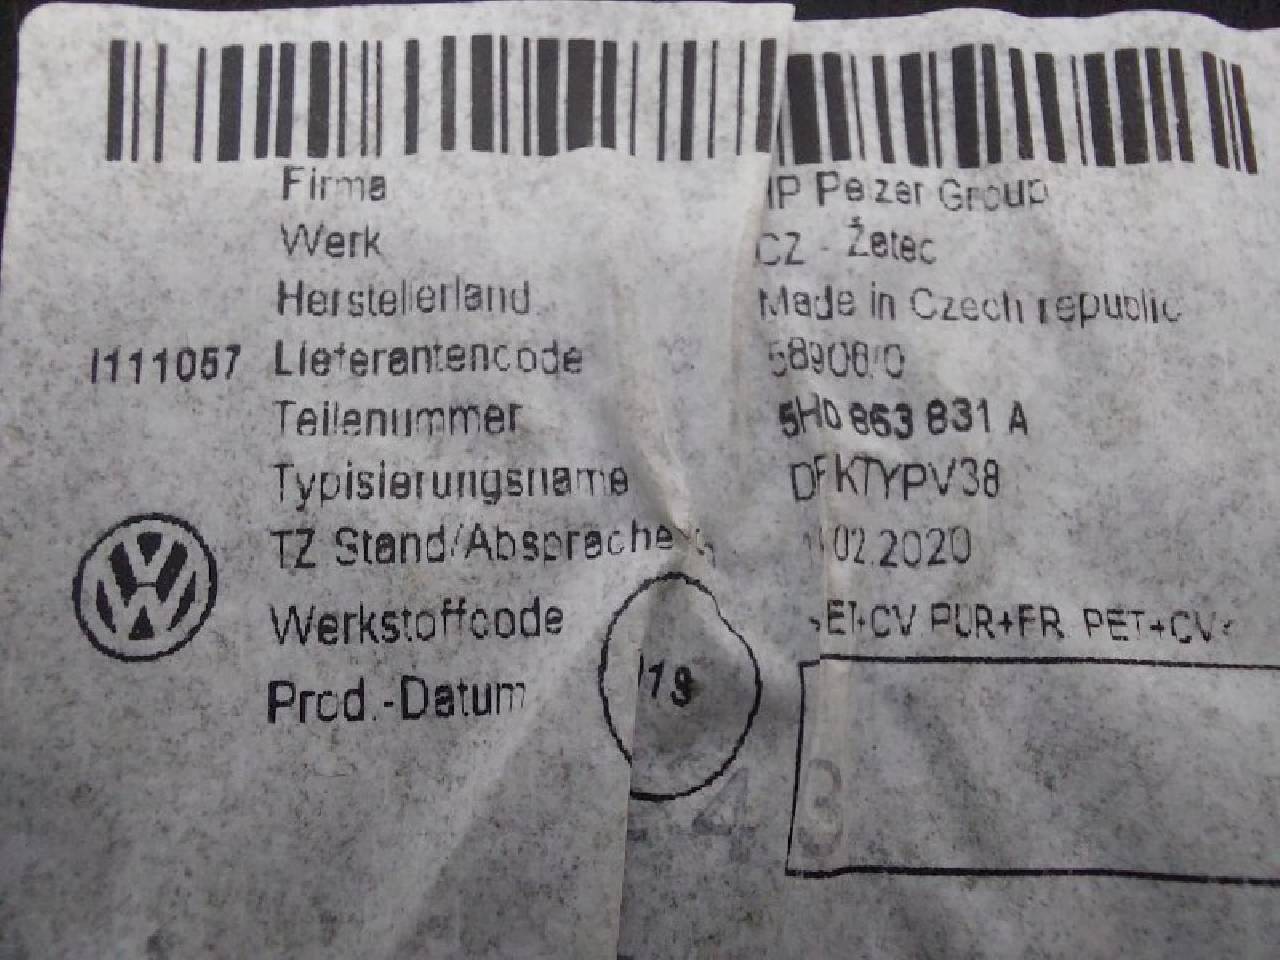 Firma HP Pelzer Group
Werk CZ - Žetec
Herstellerland Made in Czech republic
I111057 Lieferantencode 58908/0
Teilenummer 5H0 863 831 A
Typisierungsname DFKTYPV38
TZ Stand/Absprache 02.2020
Werkstoffcode PUR+FR PET+CV<
Prod.-Datum